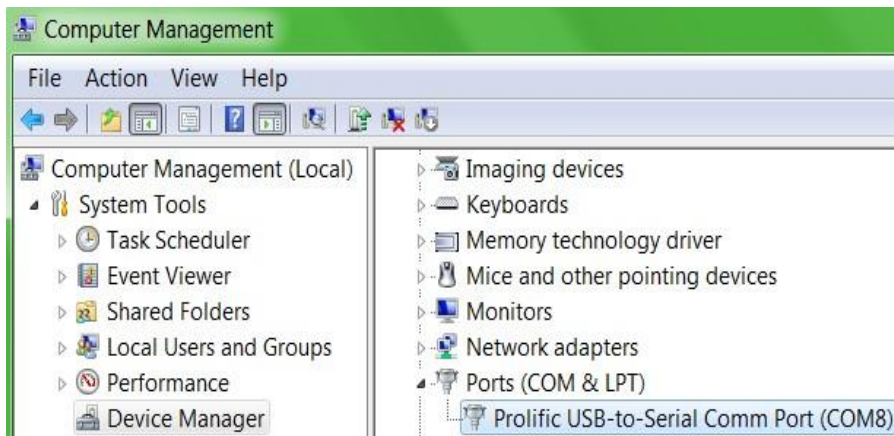 Computer Management
File Action View Help
Computer Management (Local)
System Tools
Task Scheduler
Event Viewer
Shared Folders
Local Users and Groups
Performance
Device Manager
Imaging devices
Keyboards
Memory technology driver
Mice and other pointing devices
Monitors
Network adapters
Ports (COM & LPT)
Prolific USB-to-Serial Comm Port (COM8)